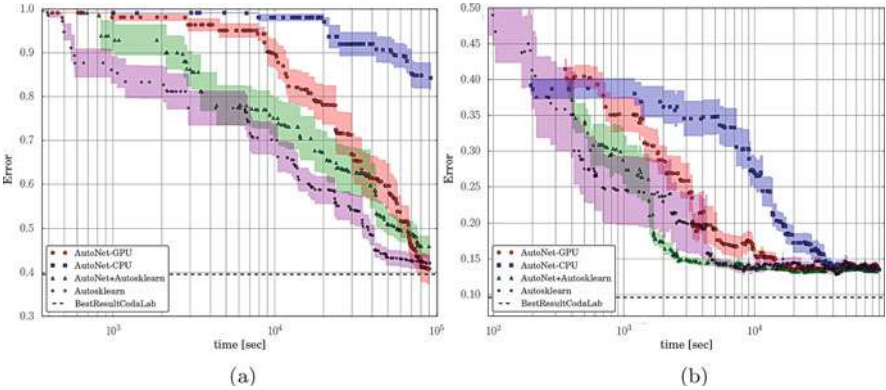 1.0
0.9
0.8
0.7
0.6
0.5
0.4
0.3
Error
AutoNet-GPU
AutoNet-CPU
AutoNet+Autosklearn
Autosklearn
BestResultCodaLab
10³
10⁴
10⁵
time [sec]
(a)
0.50
0.45
0.40
0.35
0.30
0.25
0.20
0.15
0.10
Error
AutoNet-GPU
AutoNet-CPU
AutoNet+Autosklearn
Autosklearn
BestResultCodaLab
10²
10³
10⁴
time [sec]
(b)